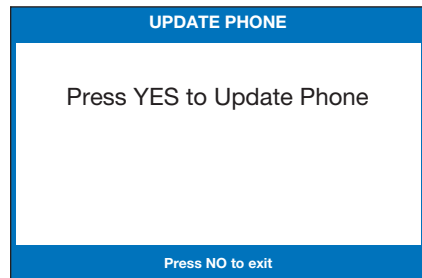 UPDATE PHONE
Press YES to Update Phone
Press NO to exit